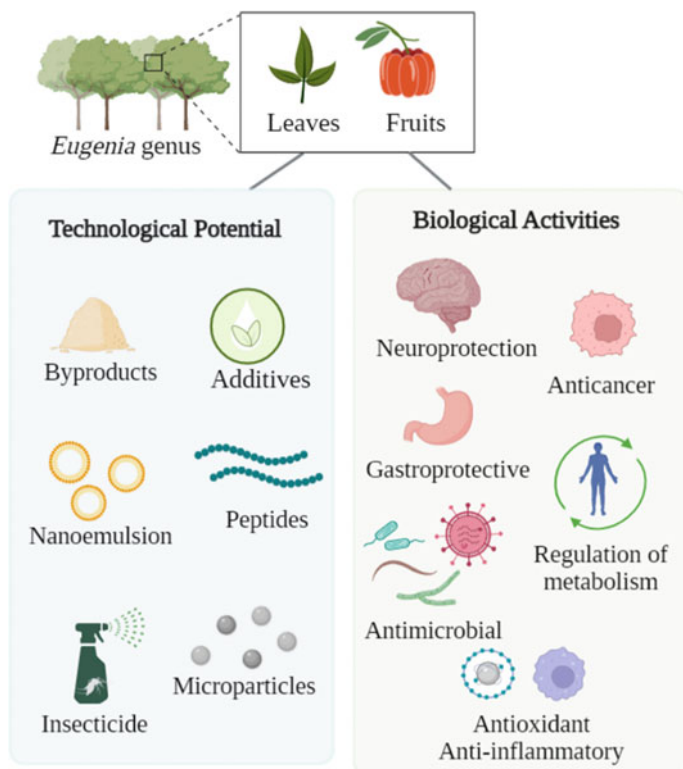 Leaves
Fruits
Eugenia genus
Technological Potential
Byproducts
Additives
Nanoemulsion
Peptides
Insecticide
Microparticles
Biological Activities
Neuroprotection
Anticancer
Gastroprotective
Regulation of
metabolism
Antimicrobial
Antioxidant
Anti-inflammatory